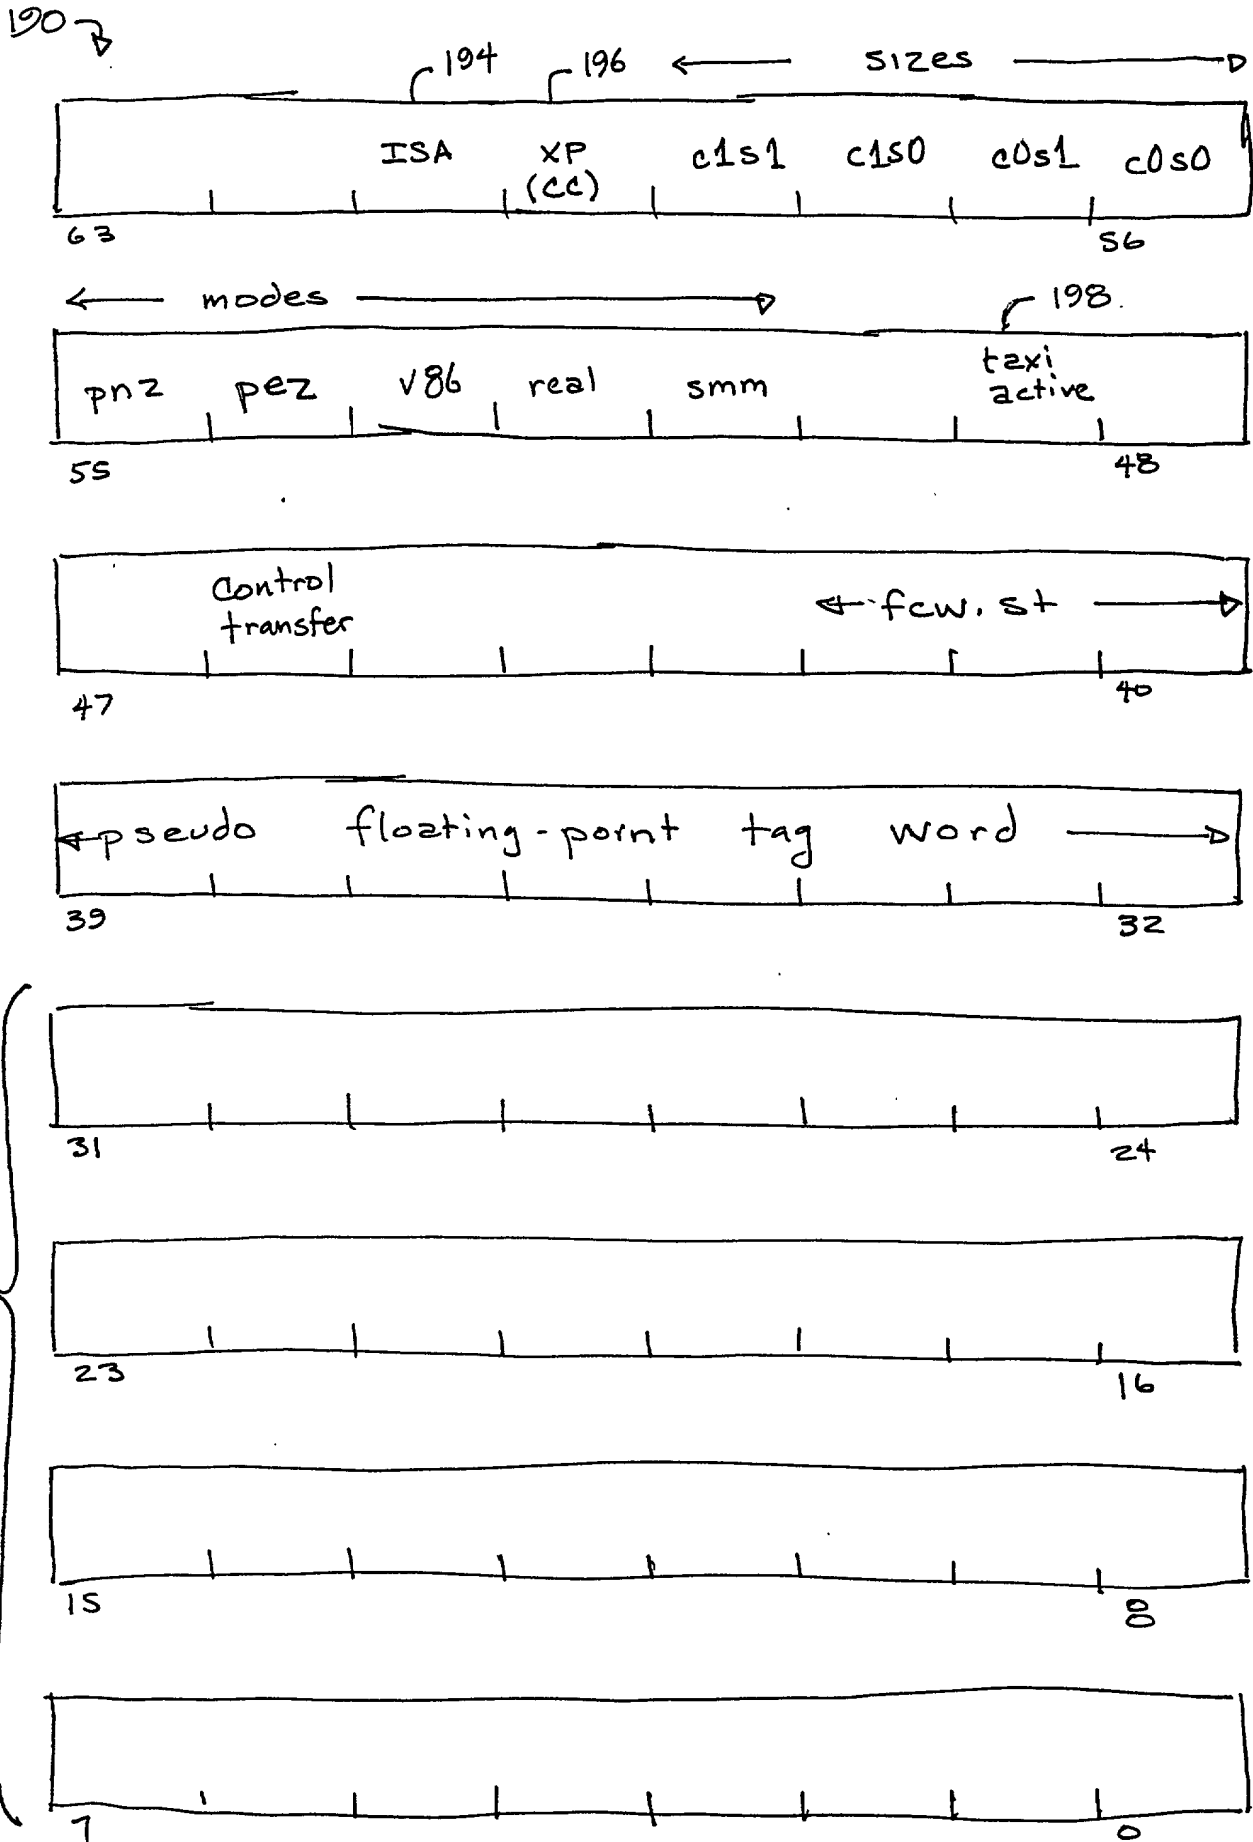 190
194 196 sizes
ISA XP c1s1 c1s0 c0s1 c0s0
(CC)
63 56
modes 198.
pnz pez v86 real smm taxi
active
55 48
Control
transfer fcw.st
47 40
pseudo floating-point tag word
39 32
31 24
23 16
15 8
7 0